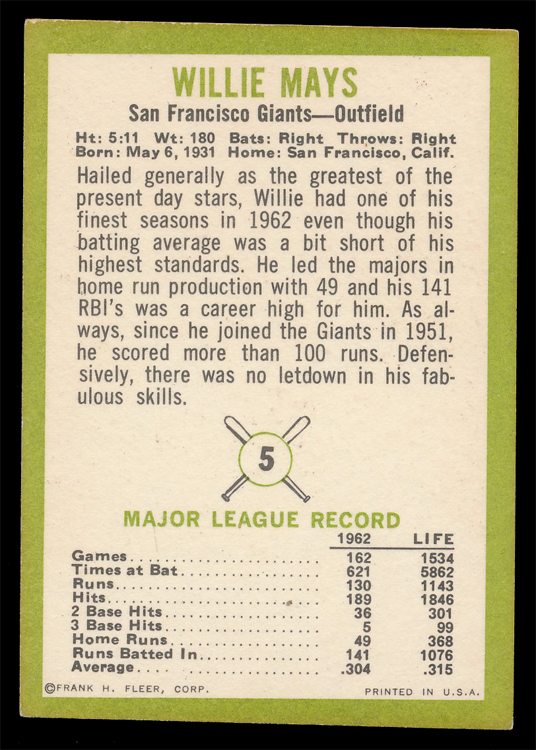 WILLIE MAYS
San Francisco Giants—Outfield
Ht: 5:11 Wt: 180 Bats: Right Throws: Right
Born: May 6, 1931 Home: San Francisco, Calif.
Hailed generally as the greatest of the
present day stars, Willie had one of his
finest seasons in 1962 even though his
batting average was a bit short of his
highest standards. He led the majors in
home run production with 49 and his 141
RBI's was a career high for him. As al-
ways, since he joined the Giants in 1951,
he scored more than 100 runs. Defen-
sively, there was no letdown in his fab-
ulous skills.
5
MAJOR LEAGUE RECORD
1962 LIFE
Games 162 1534
Times at Bat 621 5862
Runs 130 1143
Hits 189 1846
2 Base Hits 36 301
3 Base Hits 5 99
Home Runs 49 368
Runs Batted In 141 1076
Average .304 .315
©FRANK H. FLEER, CORP. PRINTED IN U.S.A.